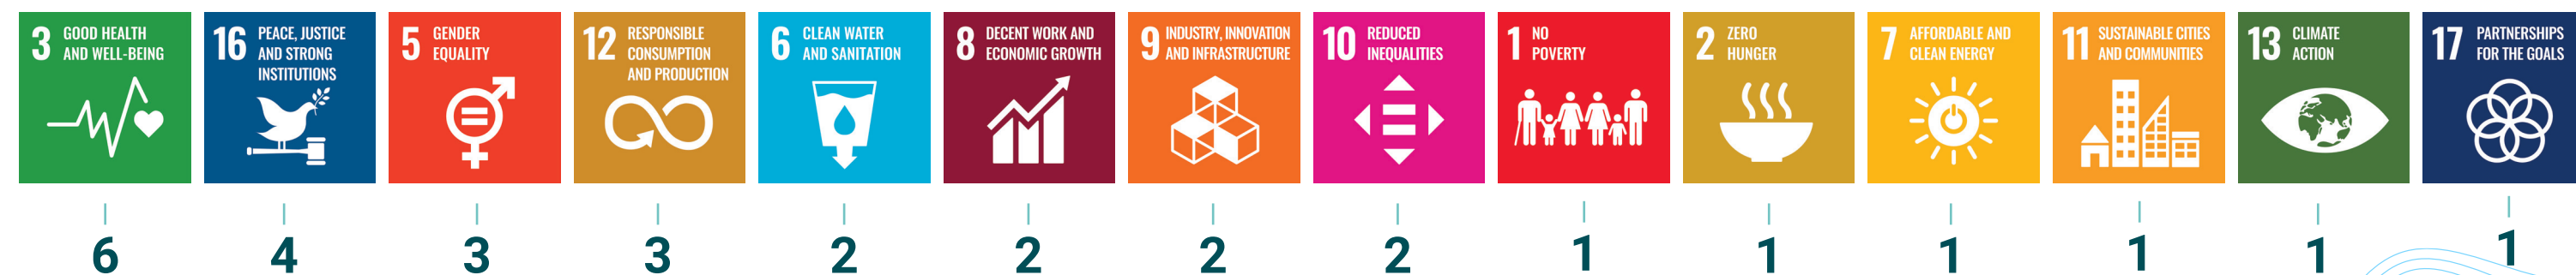 3 GOOD HEALTH
AND WELL-BEING
16 PEACE, JUSTICE
AND STRONG
INSTITUTIONS
5 GENDER
EQUALITY
12 RESPONSIBLE
CONSUMPTION
AND PRODUCTION
6 CLEAN WATER
AND SANITATION
8 DECENT WORK AND
ECONOMIC GROWTH
9 INDUSTRY, INNOVATION
AND INFRASTRUCTURE
10 REDUCED
INEQUALITIES
1 NO
POVERTY
2 ZERO
HUNGER
7 AFFORDABLE AND
CLEAN ENERGY
11 SUSTAINABLE CITIES
AND COMMUNITIES
13 CLIMATE
ACTION
17 PARTNERSHIPS
FOR THE GOALS
6 4 3 3 2 2 2 2 1 1 1 1 1 1